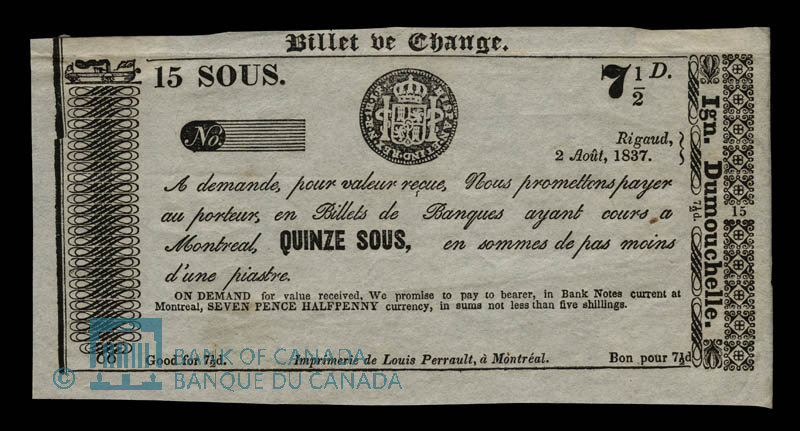 Billet de Change.
15 SOUS.
7 1/2 D.
No.
Rigaud,
2 Août, 1837.
A demande, pour valeur reçue, Nous promettons payer
au porteur, en Billets de Banques ayant cours a
Montreal, QUINZE SOUS, en sommes de pas moins
d'une piastre.
ON DEMAND for value received, We promise to pay to bearer, in Bank Notes current at
Montreal, SEVEN PENCE HALFPENNY currency, in sums not less than five shillings.
Good for 7½d. Imprimerie de Louis Perrault, à Montréal. Bon pour 7½d
7½d.
Ign. Dumouchelle.
15
© BANK OF CANADA
BANQUE DU CANADA